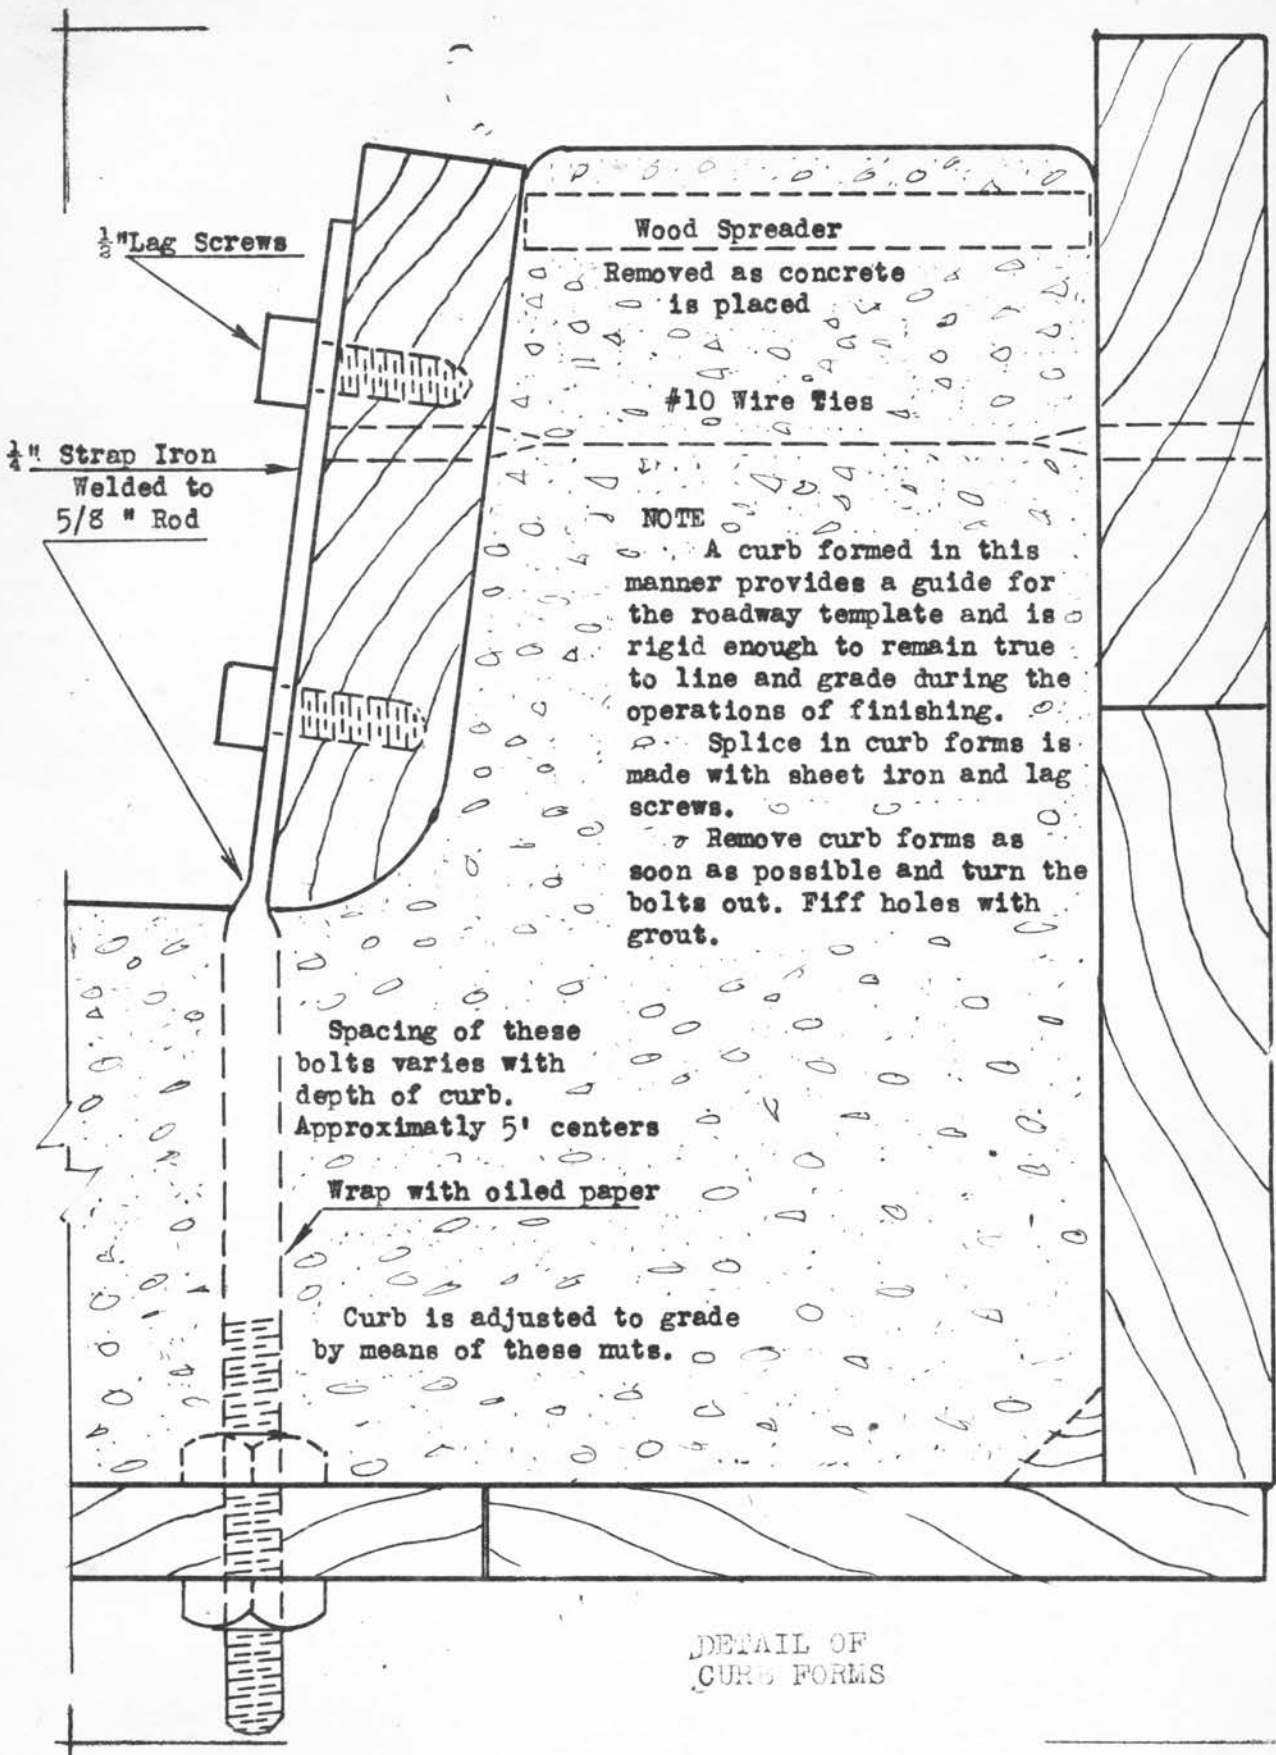 ½"Lag Screws
Wood Spreader
Removed as concrete
is placed
#10 Wire Ties
¼" Strap Iron
Welded to
5/8 " Rod
NOTE
A curb formed in this
manner provides a guide for
the roadway template and is
rigid enough to remain true
to line and grade during the
operations of finishing.
Splice in curb forms is
made with sheet iron and lag
screws.
Remove curb forms as
soon as possible and turn the
bolts out. Fiff holes with
grout.
Spacing of these
bolts varies with
depth of curb.
Approximatly 5' centers
Wrap with oiled paper
Curb is adjusted to grade
by means of these nuts.
DETAIL OF
CURB FORMS